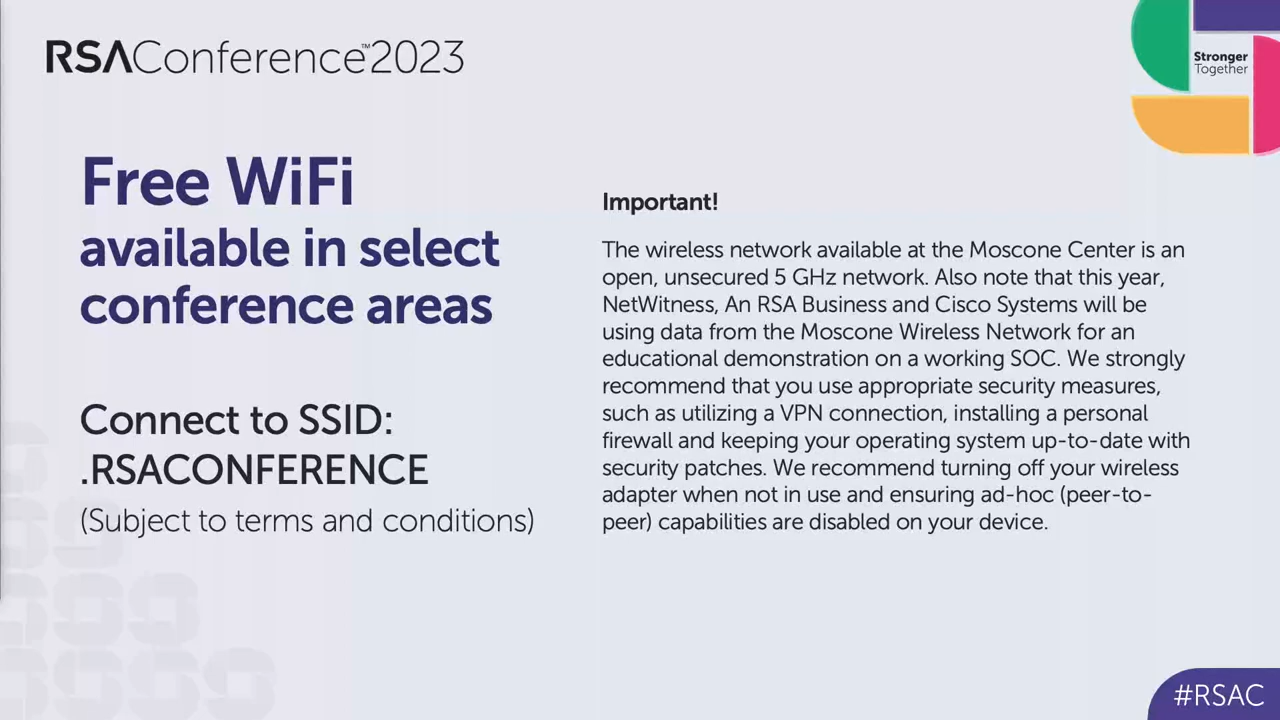 RSAConference™2023
Stronger
Together
Free WiFi
available in select
conference areas
Connect to SSID:
.RSACONFERENCE
(Subject to terms and conditions)
Important!
The wireless network available at the Moscone Center is an
open, unsecured 5 GHz network. Also note that this year,
NetWitness, An RSA Business and Cisco Systems will be
using data from the Moscone Wireless Network for an
educational demonstration on a working SOC. We strongly
recommend that you use appropriate security measures,
such as utilizing a VPN connection, installing a personal
firewall and keeping your operating system up-to-date with
security patches. We recommend turning off your wireless
adapter when not in use and ensuring ad-hoc (peer-to-
peer) capabilities are disabled on your device.
#RSAC